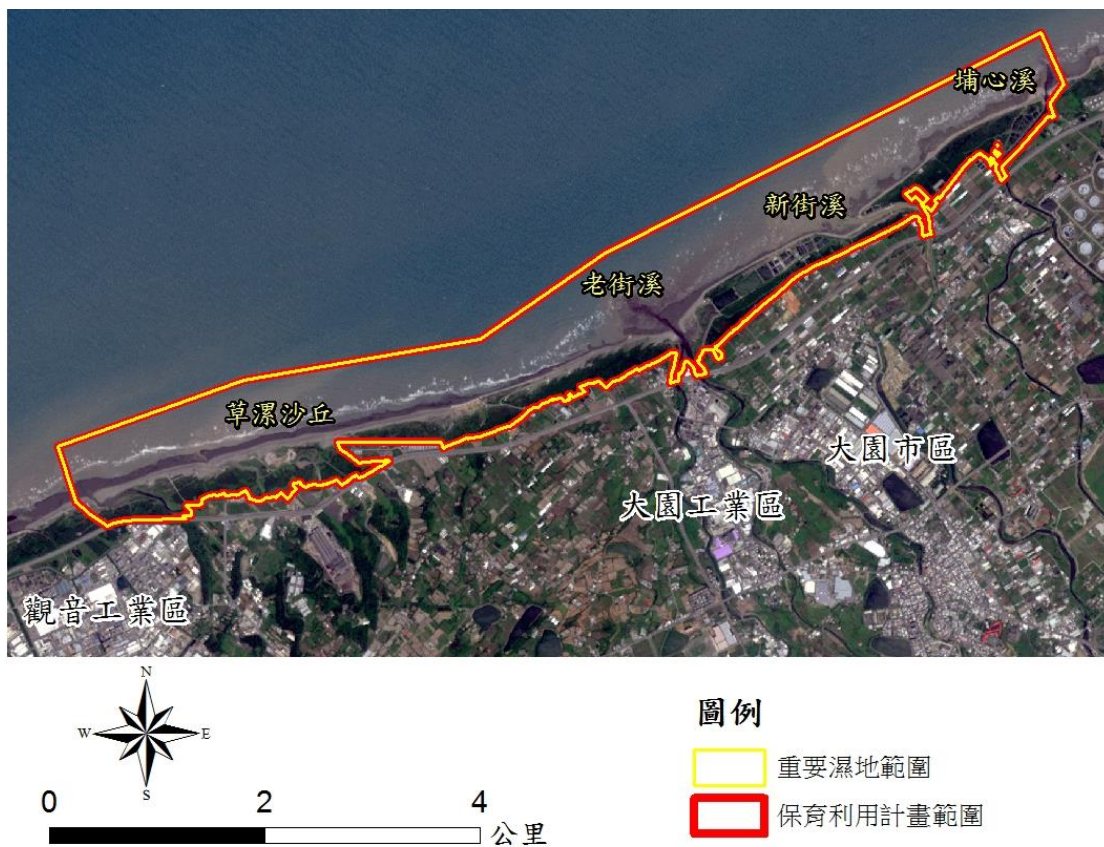 埔心溪
新街溪
老街溪
草漯沙丘
大園市區
大園工業區
觀音工業區
N
W E
S
0 2 4
公里
圖例
重要濕地範圍
保育利用計畫範圍